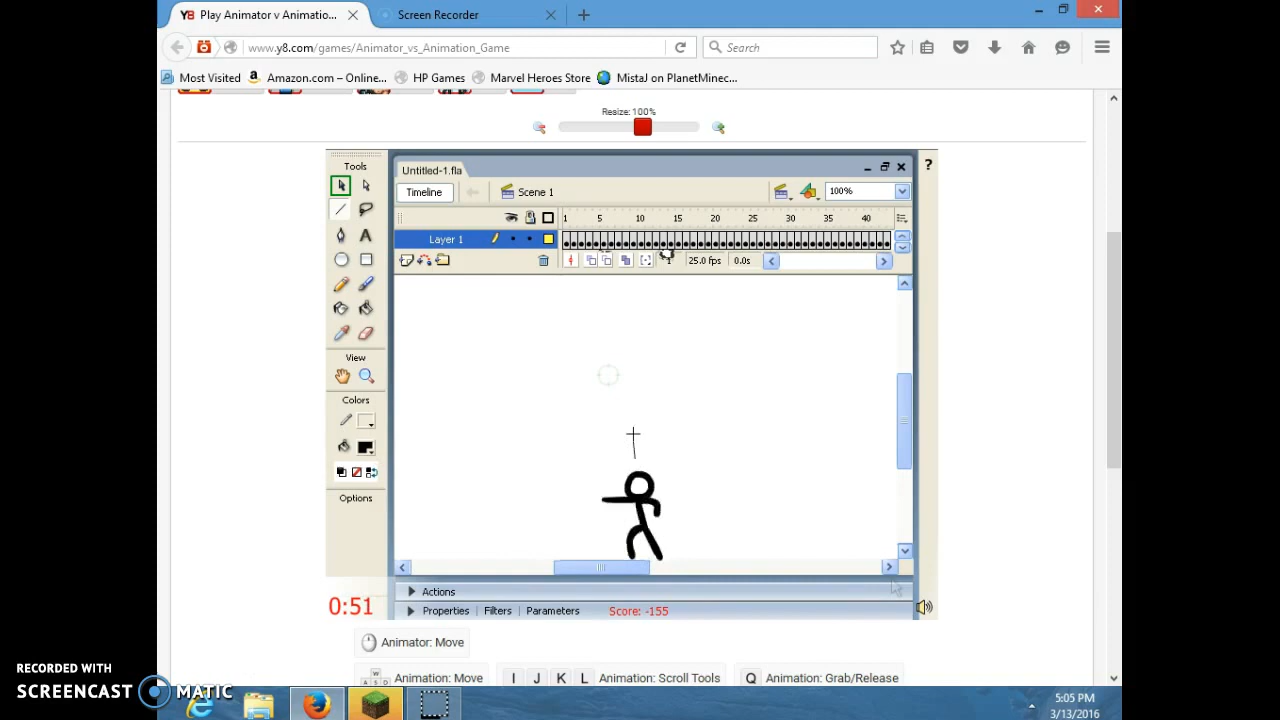 Y8 Play Animator v Animatio...
Screen Recorder
www.y8.com/games/Animator_vs_Animation_Game
Search
Most Visited
Amazon.com – Online...
HP Games
Marvel Heroes Store
MistaJ on PlanetMinec...
Resize: 100%
Tools
Untitled-1.fla
?
Timeline
Scene 1
100%
1 5 10 15 20 25 30 35 40
Layer 1
25.0 fps
0.0s
A
View
Colors
Options
Actions
0:51
Properties Filters Parameters Score: -155
Animator: Move
W
A S D
Animation: Move
I J K L Animation: Scroll Tools
Q Animation: Grab/Release
RECORDED WITH
SCREENCAST MATIC
5:05 PM
3/13/2016